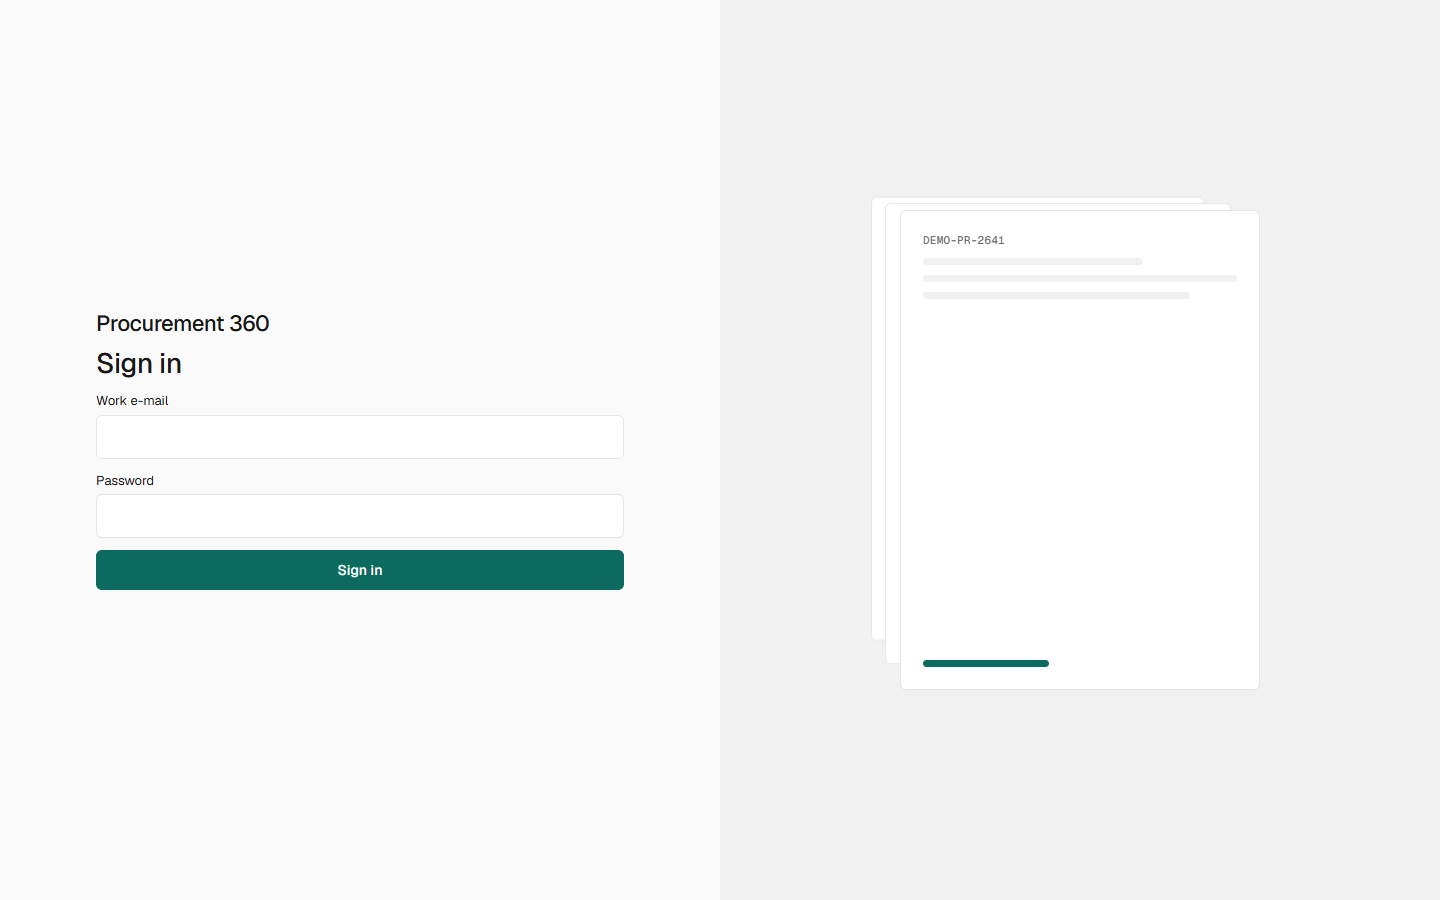 Procurement 360
Sign in
Work e-mail
Password
Sign in
DEMO-PR-2641